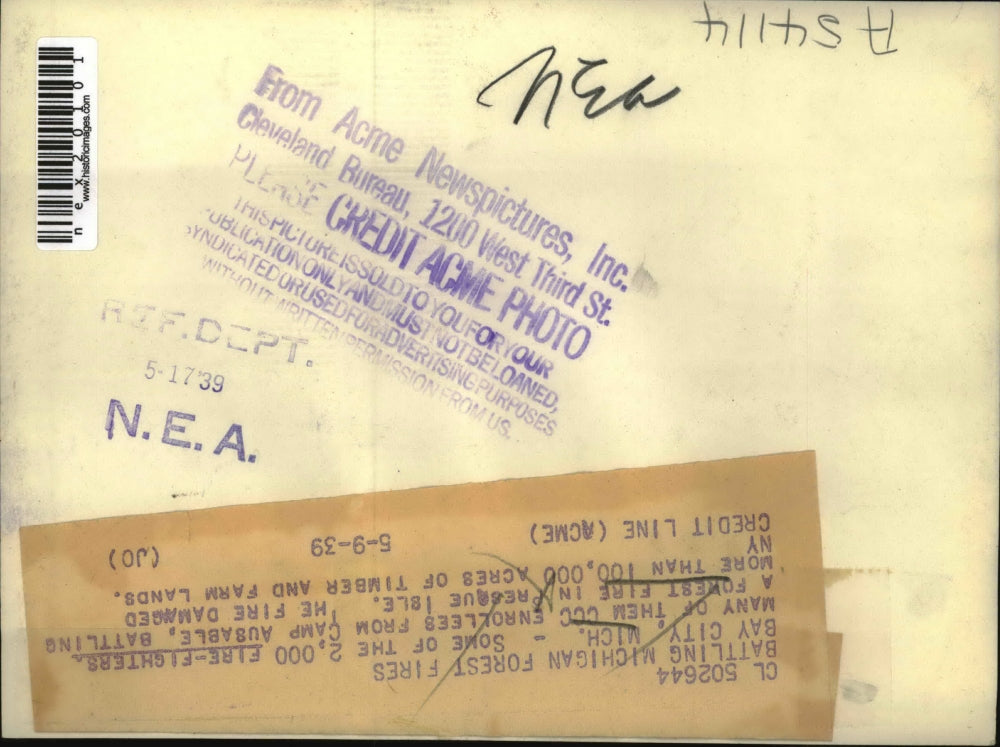 A S4114
NEA
nex2010101
www.historicimages.com
From Acme Newspictures, Inc.
Cleveland Bureau, 1200 West Third St.
PLEASE CREDIT ACME PHOTO
THIS PICTURE IS SOLD TO YOU FOR YOUR
PUBLICATION ONLY AND MUST NOT BE LOANED,
SYNDICATED OR USED FOR ADVERTISING PURPOSES
WITHOUT WRITTEN PERMISSION FROM US.
REF. DEPT.
5-17'39
N.E.A.
CL 502644
BATTLING MICHIGAN FOREST FIRES
BAY CITY, MICH. - SOME OF THE 2,000 FIRE-FIGHTERS,
MANY OF THEM CCC ENROLLEES FROM CAMP AUSABLE, BATTLING
A FOREST FIRE IN PRESQUE ISLE. THE FIRE DAMAGED
MORE THAN 100,000 ACRES OF TIMBER AND FARM LANDS.
NY
CREDIT LINE (ACME) 5-9-39 (JO)